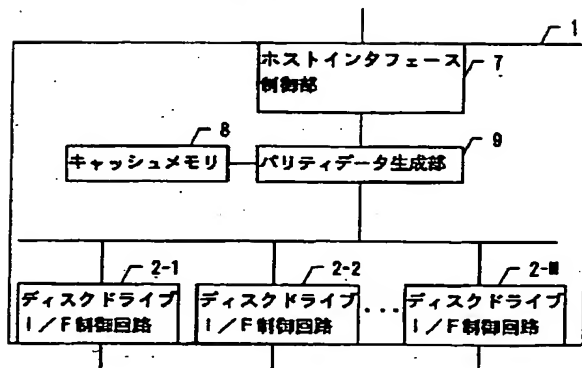 1
ホストインタフェース
制御部
7
8
9
キャッシュメモリ
パリティデータ生成部
2-1
2-2
2-M
ディスクドライブ
I/F制御回路
ディスクドライブ
I/F制御回路
...
ディスクドライブ
I/F制御回路